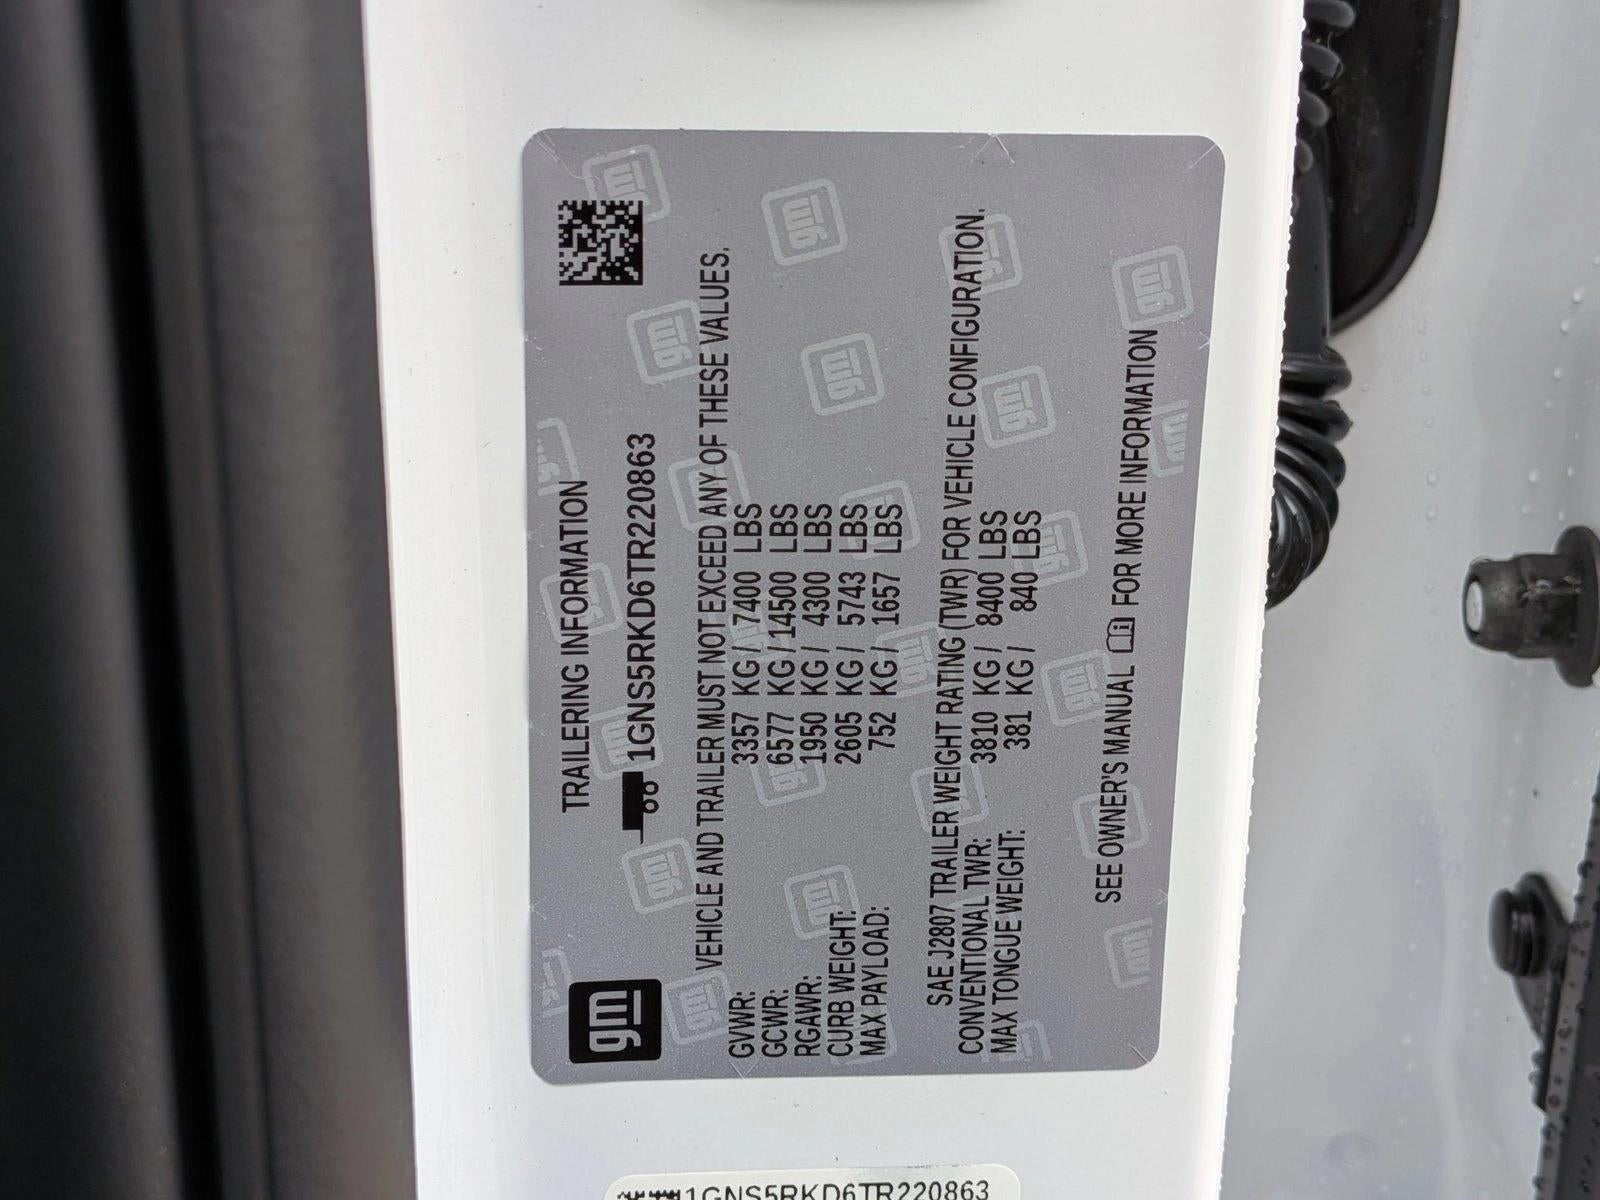 gm
TRAILERING INFORMATION
1GNS5RKD6TR220863
VEHICLE AND TRAILER MUST NOT EXCEED ANY OF THESE VALUES.
GVWR: 3357 KG / 7400 LBS
GCWR: 6577 KG / 14500 LBS
RGAWR: 1950 KG / 4300 LBS
CURB WEIGHT: 2605 KG / 5743 LBS
MAX PAYLOAD: 752 KG / 1657 LBS
SAE J2807 TRAILER WEIGHT RATING (TWR) FOR VEHICLE CONFIGURATION.
CONVENTIONAL TWR: 3810 KG / 8400 LBS
MAX TONGUE WEIGHT: 381 KG / 840 LBS
SEE OWNER'S MANUAL FOR MORE INFORMATION
1GNS5RKD6TR220863